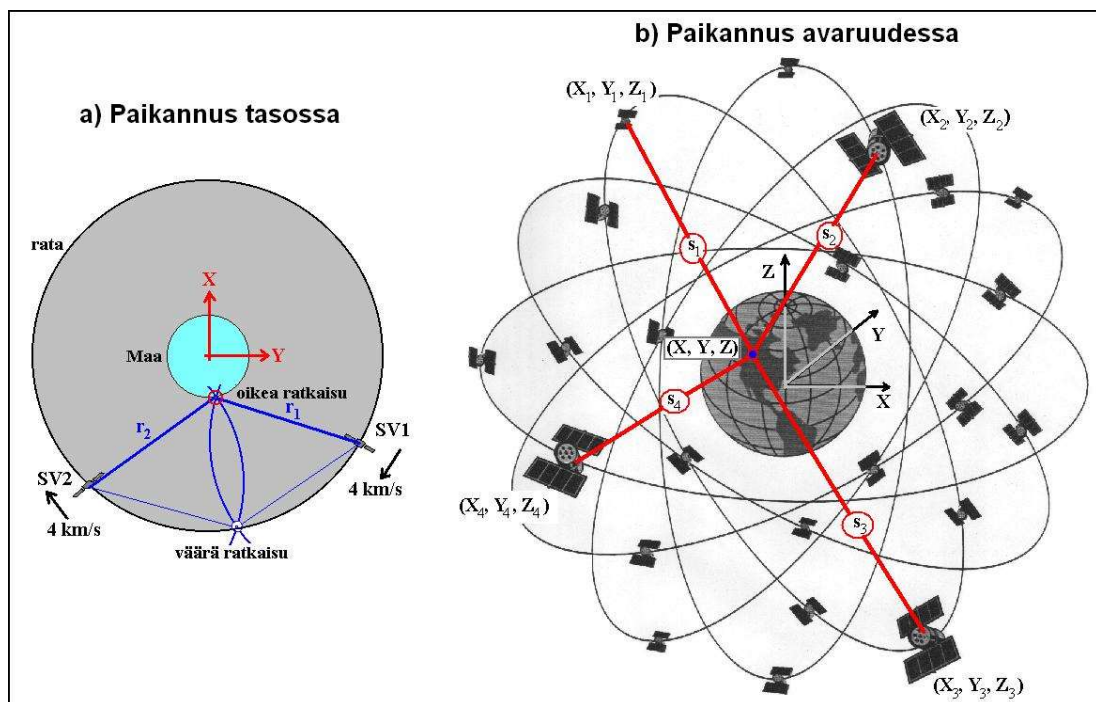 a) Paikannus tasossa
rata
X
Y
Maa
oikea ratkaisu
r2
r1
SV1
SV2
4 km/s
4 km/s
väärä ratkaisu
b) Paikannus avaruudessa
(X1, Y1, Z1)
(X2, Y2, Z2)
s1
s2
Z
Y
(X, Y, Z)
X
s4
(X4, Y4, Z4)
s3
(X3, Y3, Z3)